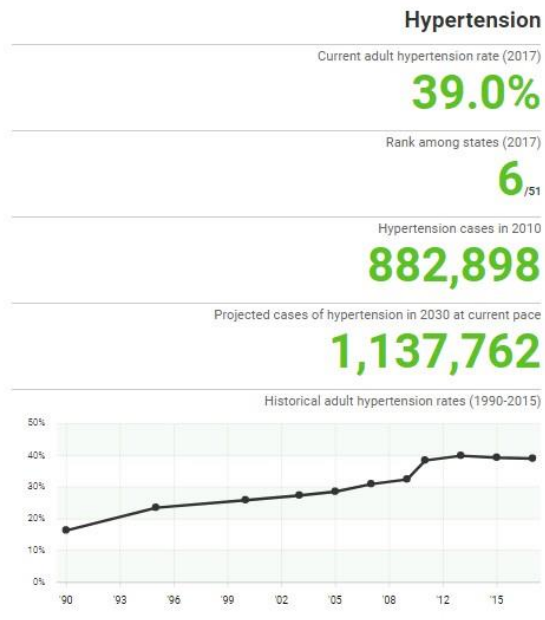 Hypertension
Current adult hypertension rate (2017)
39.0%
Rank among states (2017)
6/51
Hypertension cases in 2010
882,898
Projected cases of hypertension in 2030 at current pace
1,137,762
Historical adult hypertension rates (1990-2015)
50%
40%
30%
20%
10%
0%
'90 '93 '96 '99 '02 '05 '08 '12 '15